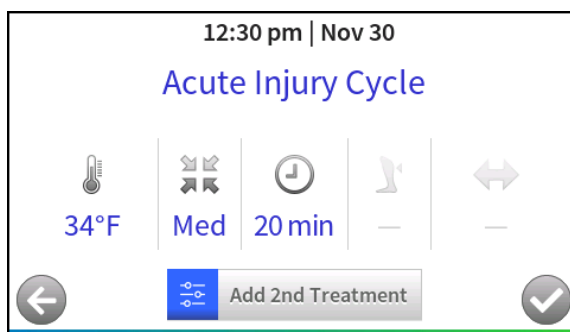 12:30 pm | Nov 30
Acute Injury Cycle
34°F Med 20 min — —
Add 2nd Treatment